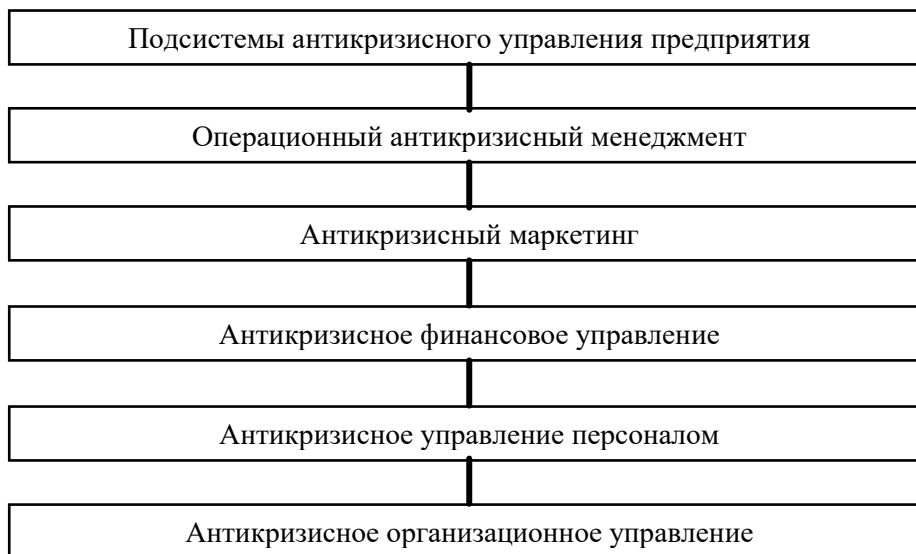 Подсистемы антикризисного управления предприятия
Операционный антикризисный менеджмент
Антикризисный маркетинг
Антикризисное финансовое управление
Антикризисное управление персоналом
Антикризисное организационное управление